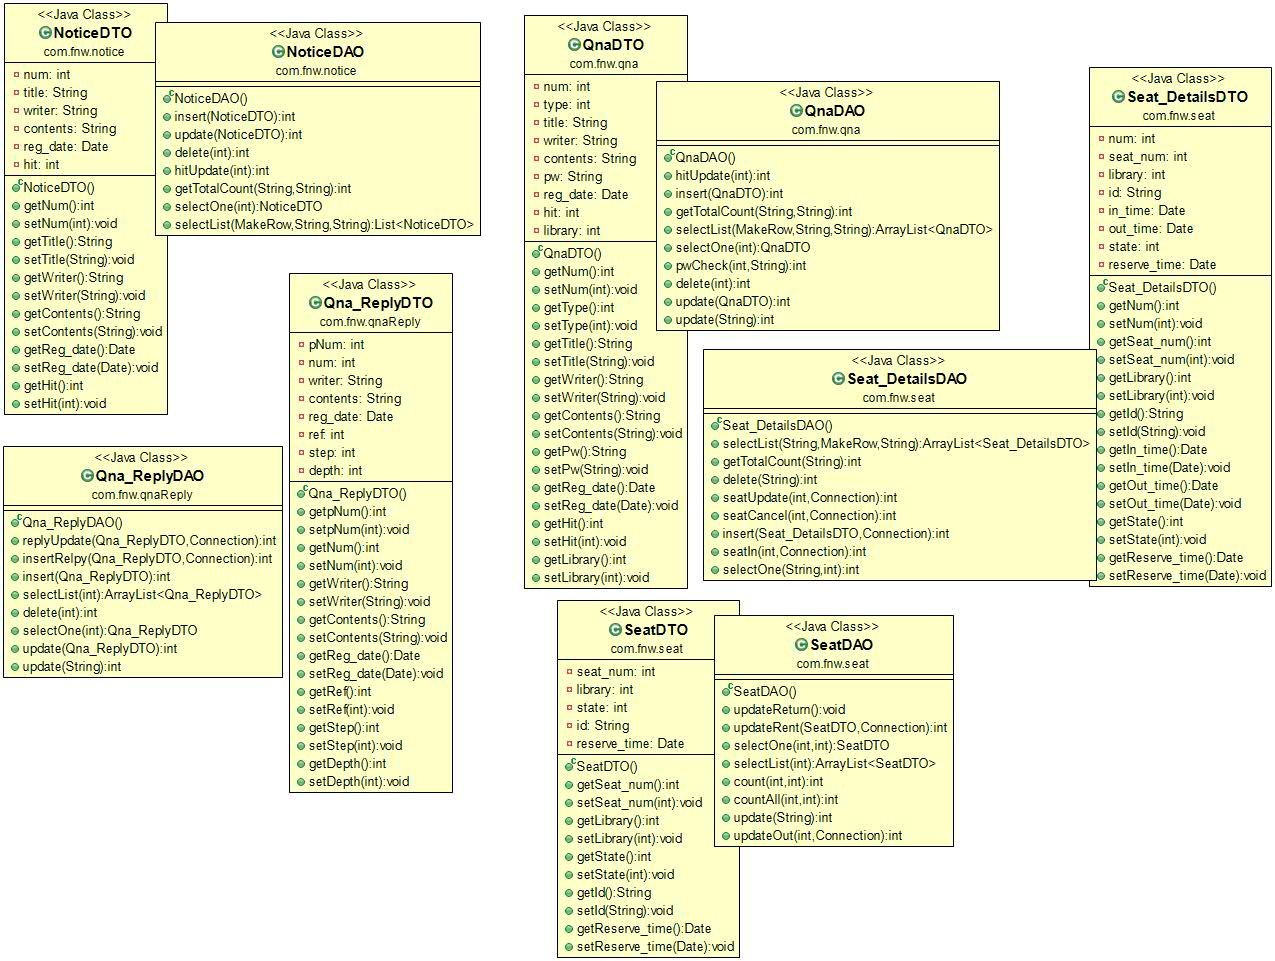 <<Java Class>>
NoticeDTO
com.fnw.notice
num: int
title: String
writer: String
contents: String
reg_date: Date
hit: int
NoticeDTO()
getNum():int
setNum(int):void
getTitle():String
setTitle(String):void
getWriter():String
setWriter(String):void
getContents():String
setContents(String):void
getReg_date():Date
setReg_date(Date):void
getHit():int
setHit(int):void
<<Java Class>>
NoticeDAO
com.fnw.notice
NoticeDAO()
insert(NoticeDTO):int
update(NoticeDTO):int
delete(int):int
hitUpdate(int):int
getTotalCount(String,String):int
selectOne(int):NoticeDTO
selectList(MakeRow,String,String):List<NoticeDTO>
<<Java Class>>
Qna_ReplyDAO
com.fnw.qnaReply
Qna_ReplyDAO()
replyUpdate(Qna_ReplyDTO,Connection):int
insertRelpy(Qna_ReplyDTO,Connection):int
insert(Qna_ReplyDTO):int
selectList(int):ArrayList<Qna_ReplyDTO>
delete(int):int
selectOne(int):Qna_ReplyDTO
update(Qna_ReplyDTO):int
update(String):int
<<Java Class>>
Qna_ReplyDTO
com.fnw.qnaReply
pNum: int
num: int
writer: String
contents: String
reg_date: Date
ref: int
step: int
depth: int
Qna_ReplyDTO()
getpNum():int
setpNum(int):void
getNum():int
setNum(int):void
getWriter():String
setWriter(String):void
getContents():String
setContents(String):void
getReg_date():Date
setReg_date(Date):void
getRef():int
setRef(int):void
getStep():int
setStep(int):void
getDepth():int
setDepth(int):void
<<Java Class>>
QnaDTO
com.fnw.qna
num: int
type: int
title: String
writer: String
contents: String
pw: String
reg_date: Date
hit: int
library: int
QnaDTO()
getNum():int
setNum(int):void
getType():int
setType(int):void
getTitle():String
setTitle(String):void
getWriter():String
setWriter(String):void
getContents():String
setContents(String):void
getPw():String
setPw(String):void
getReg_date():Date
setReg_date(Date):void
getHit():int
setHit(int):void
getLibrary():int
setLibrary(int):void
<<Java Class>>
QnaDAO
com.fnw.qna
QnaDAO()
hitUpdate(int):int
insert(QnaDTO):int
getTotalCount(String,String):int
selectList(MakeRow,String,String):ArrayList<QnaDTO>
selectOne(int):QnaDTO
pwCheck(int,String):int
delete(int):int
update(QnaDTO):int
update(String):int
<<Java Class>>
Seat_DetailsDAO
com.fnw.seat
Seat_DetailsDAO()
selectList(String,MakeRow,String):ArrayList<Seat_DetailsDTO>
getTotalCount(String):int
delete(String):int
seatUpdate(int,Connection):int
seatCancel(int,Connection):int
insert(Seat_DetailsDTO,Connection):int
seatIn(int,Connection):int
selectOne(String,int):int
<<Java Class>>
Seat_DetailsDTO
com.fnw.seat
num: int
seat_num: int
library: int
id: String
in_time: Date
out_time: Date
state: int
reserve_time: Date
Seat_DetailsDTO()
getNum():int
setNum(int):void
getSeat_num():int
setSeat_num(int):void
getLibrary():int
setLibrary(int):void
getId():String
setId(String):void
getIn_time():Date
setIn_time(Date):void
getOut_time():Date
setOut_time(Date):void
getState():int
setState(int):void
getReserve_time():Date
setReserve_time(Date):void
<<Java Class>>
SeatDTO
com.fnw.seat
seat_num: int
library: int
state: int
id: String
reserve_time: Date
SeatDTO()
getSeat_num():int
setSeat_num(int):void
getLibrary():int
setLibrary(int):void
getState():int
setState(int):void
getId():String
setId(String):void
getReserve_time():Date
setReserve_time(Date):void
<<Java Class>>
SeatDAO
com.fnw.seat
SeatDAO()
updateReturn():void
updateRent(SeatDTO,Connection):int
selectOne(int,int):SeatDTO
selectList(int):ArrayList<SeatDTO>
count(int,int):int
countAll(int,int):int
update(String):int
updateOut(int,Connection):int